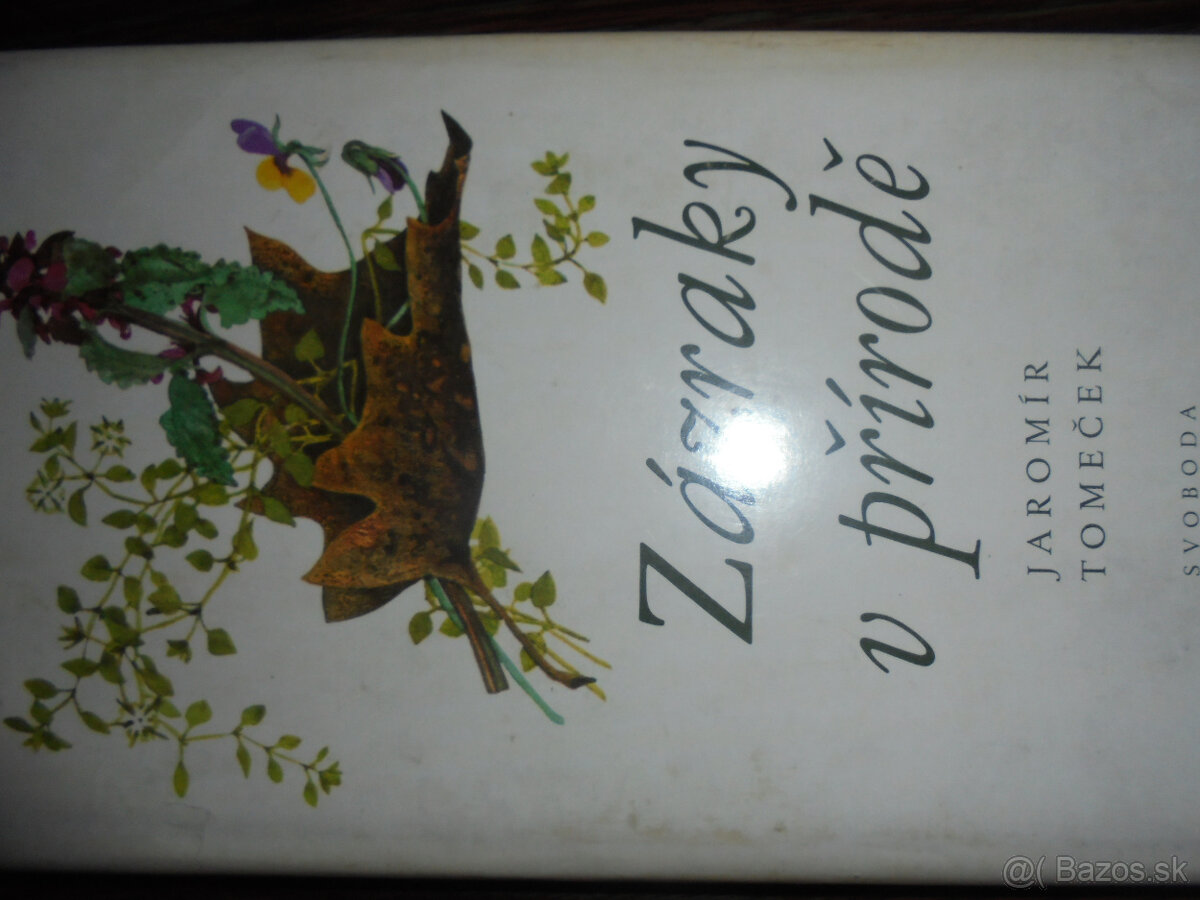 Zázraky
v přírodě
JAROMÍR
TOMEČEK
SVOBODA
@( Bazos.sk